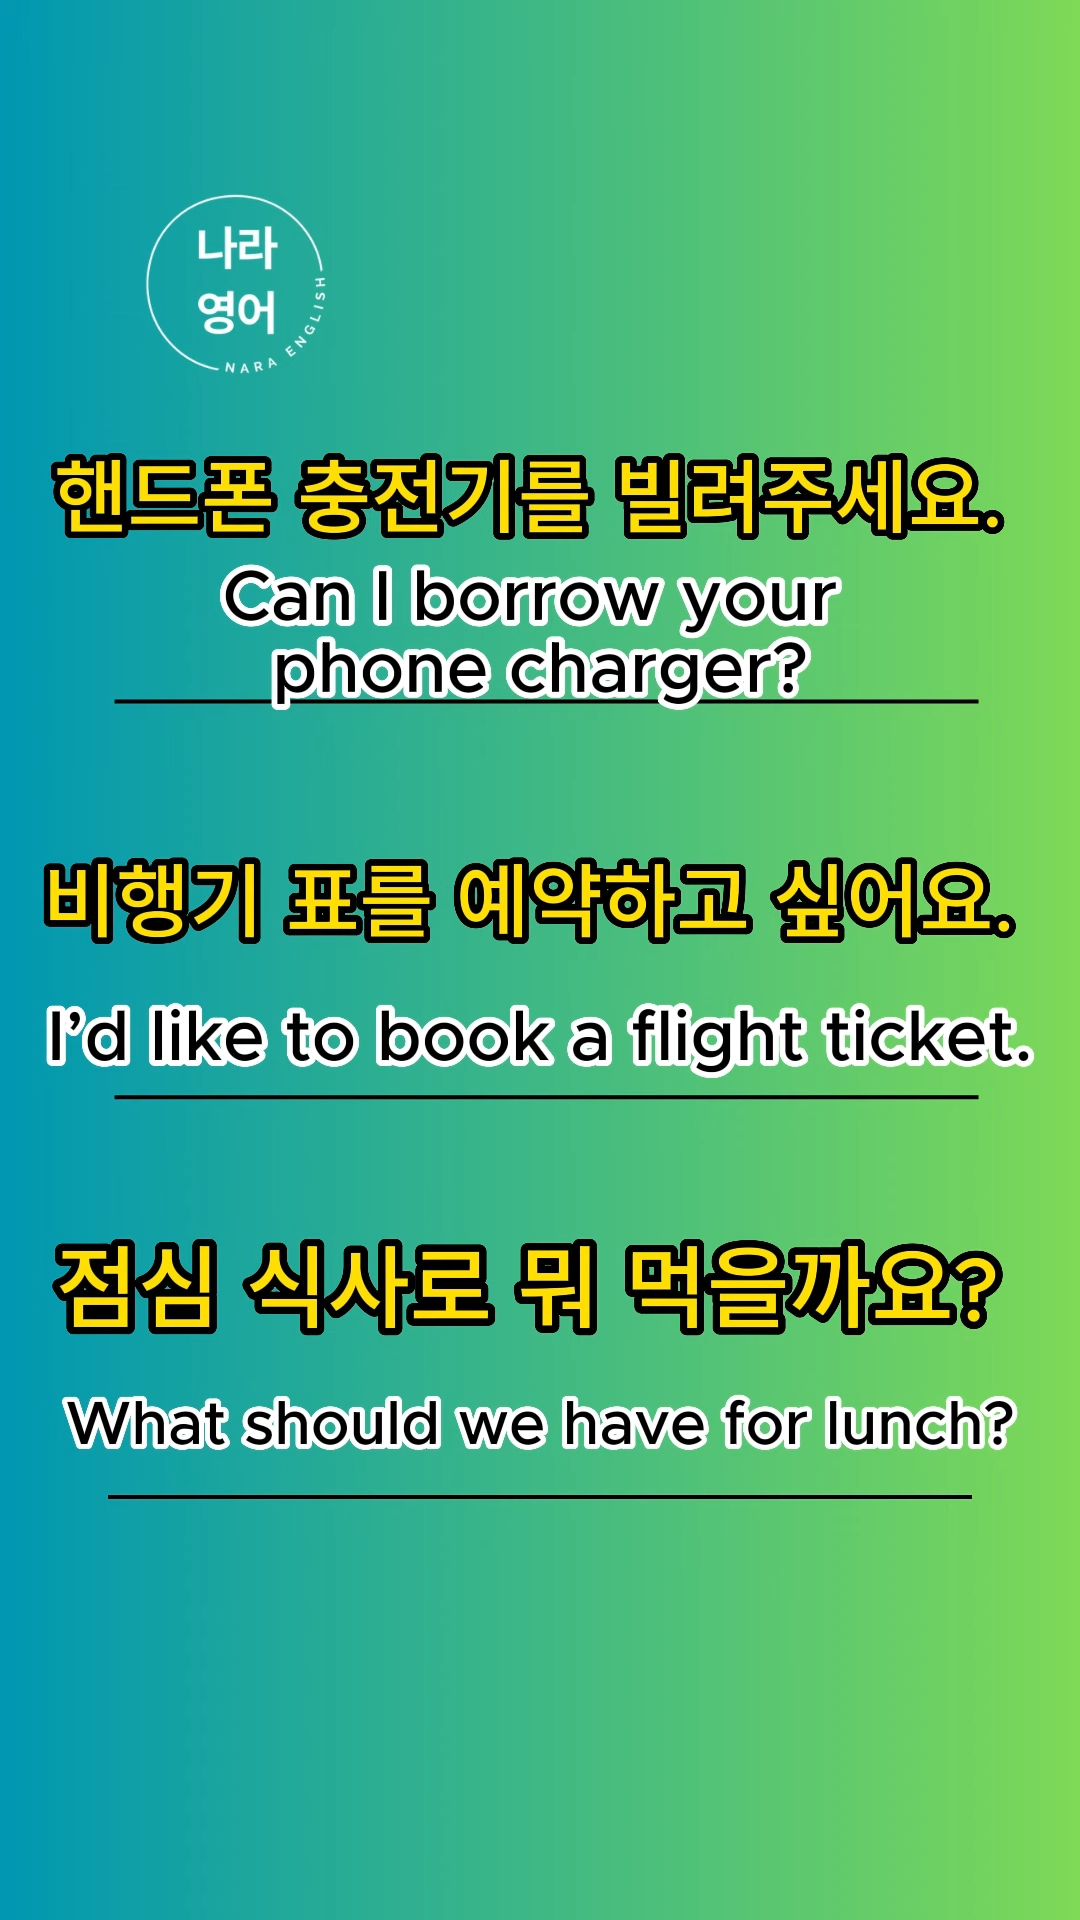 나라
영어
NARA ENGLISH
핸드폰 충전기를 빌려주세요.
Can I borrow your
phone charger?
비행기 표를 예약하고 싶어요.
I’d like to book a flight ticket.
점심 식사로 뭐 먹을까요?
What should we have for lunch?